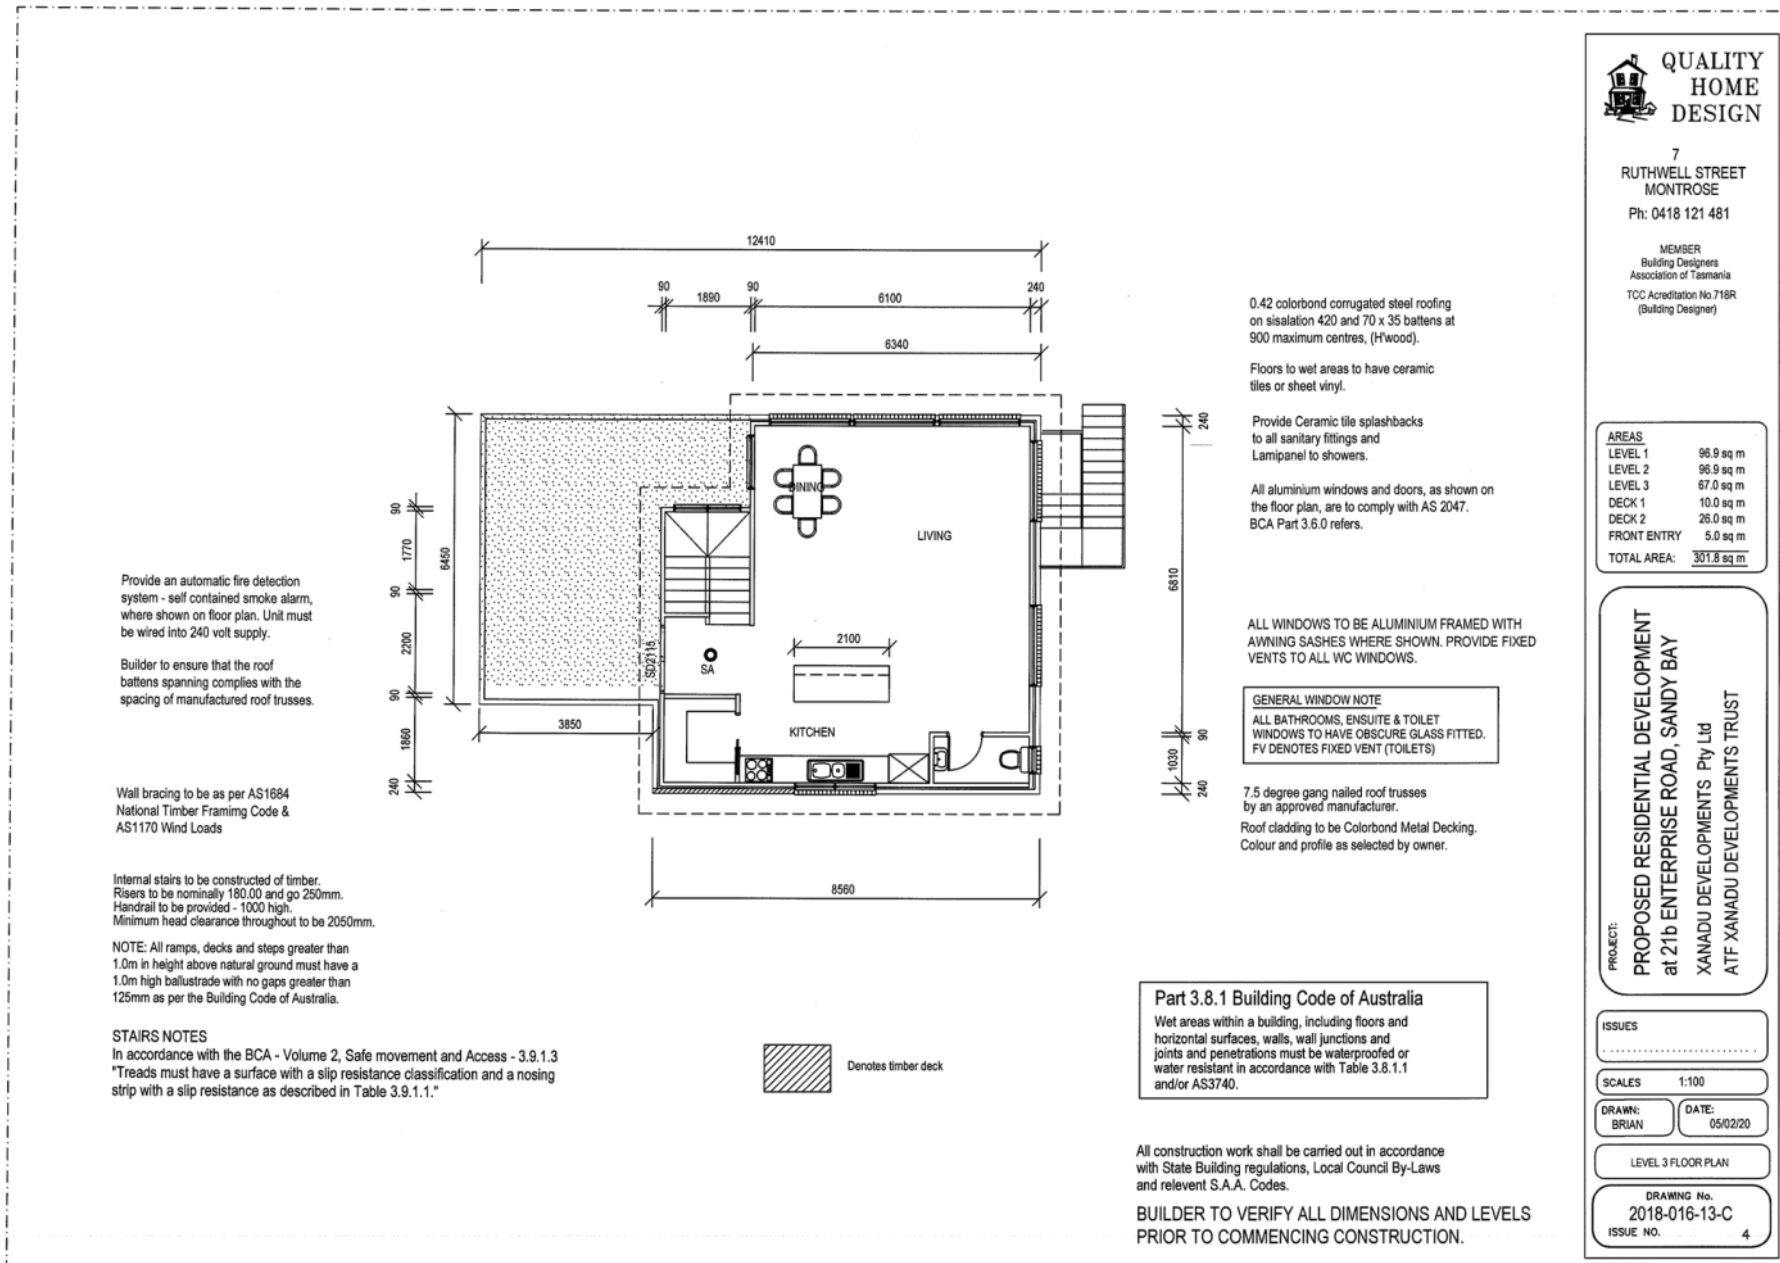 QUALITY
HOME
DESIGN
7
RUTHWELL STREET
MONTROSE
Ph: 0418 121 481
MEMBER
Building Designers
Association of Tasmania
TCC Acreditation No.718R
(Building Designer)
AREAS
LEVEL 1 96.9 sq m
LEVEL 2 96.9 sq m
LEVEL 3 67.0 sq m
DECK 1 10.0 sq m
DECK 2 26.0 sq m
FRONT ENTRY 5.0 sq m
TOTAL AREA: 301.8 sq m
PROJECT:
PROPOSED RESIDENTIAL DEVELOPMENT
at 21b ENTERPRISE ROAD, SANDY BAY
XANADU DEVELOPMENTS Pty Ltd
ATF XANADU DEVELOPMENTS TRUST
ISSUES
SCALES 1:100
DRAWN:
BRIAN
DATE:
05/02/20
LEVEL 3 FLOOR PLAN
DRAWING No.
2018-016-13-C
ISSUE NO. 4
12410
90
1890
90
6100
240
6340
6450
90
1770
90
2200
90
1860
240
3850
8560
240
6810
90
1030
240
DINING
LIVING
2100
SD2115
SA
KITCHEN
0.42 colorbond corrugated steel roofing
on sisalation 420 and 70 x 35 battens at
900 maximum centres, (H'wood).
Floors to wet areas to have ceramic
tiles or sheet vinyl.
Provide Ceramic tile splashbacks
to all sanitary fittings and
Lamipanel to showers.
All aluminium windows and doors, as shown on
the floor plan, are to comply with AS 2047.
BCA Part 3.6.0 refers.
ALL WINDOWS TO BE ALUMINIUM FRAMED WITH
AWNING SASHES WHERE SHOWN. PROVIDE FIXED
VENTS TO ALL WC WINDOWS.
GENERAL WINDOW NOTE
ALL BATHROOMS, ENSUITE & TOILET
WINDOWS TO HAVE OBSCURE GLASS FITTED.
FV DENOTES FIXED VENT (TOILETS)
7.5 degree gang nailed roof trusses
by an approved manufacturer.
Roof cladding to be Colorbond Metal Decking.
Colour and profile as selected by owner.
Provide an automatic fire detection
system - self contained smoke alarm,
where shown on floor plan. Unit must
be wired into 240 volt supply.
Builder to ensure that the roof
battens spanning complies with the
spacing of manufactured roof trusses.
Wall bracing to be as per AS1684
National Timber Framimg Code &
AS1170 Wind Loads
Internal stairs to be constructed of timber.
Risers to be nominally 180.00 and go 250mm.
Handrail to be provided - 1000 high.
Minimum head clearance throughout to be 2050mm.
NOTE: All ramps, decks and steps greater than
1.0m in height above natural ground must have a
1.0m high ballustrade with no gaps greater than
125mm as per the Building Code of Australia.
STAIRS NOTES
In accordance with the BCA - Volume 2, Safe movement and Access - 3.9.1.3
"Treads must have a surface with a slip resistance classification and a nosing
strip with a slip resistance as described in Table 3.9.1.1."
Denotes timber deck
Part 3.8.1 Building Code of Australia
Wet areas within a building, including floors and
horizontal surfaces, walls, wall junctions and
joints and penetrations must be waterproofed or
water resistant in accordance with Table 3.8.1.1
and/or AS3740.
All construction work shall be carried out in accordance
with State Building regulations, Local Council By-Laws
and relevent S.A.A. Codes.
BUILDER TO VERIFY ALL DIMENSIONS AND LEVELS
PRIOR TO COMMENCING CONSTRUCTION.